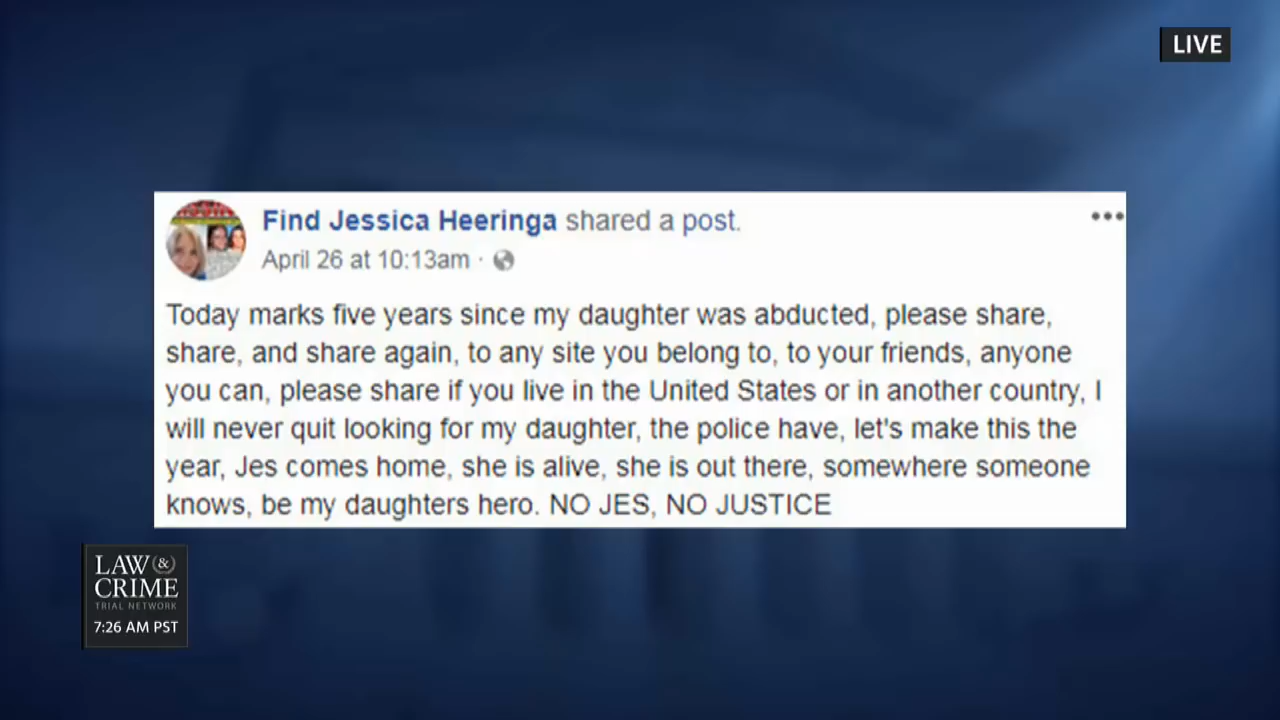 LIVE
Find Jessica Heeringa shared a post.
April 26 at 10:13am ·
Today marks five years since my daughter was abducted, please share,
share, and share again, to any site you belong to, to your friends, anyone
you can, please share if you live in the United States or in another country, I
will never quit looking for my daughter, the police have, let's make this the
year, Jes comes home, she is alive, she is out there, somewhere someone
knows, be my daughters hero. NO JES, NO JUSTICE
LAW &
CRIME
TRIAL NETWORK
7:26 AM PST